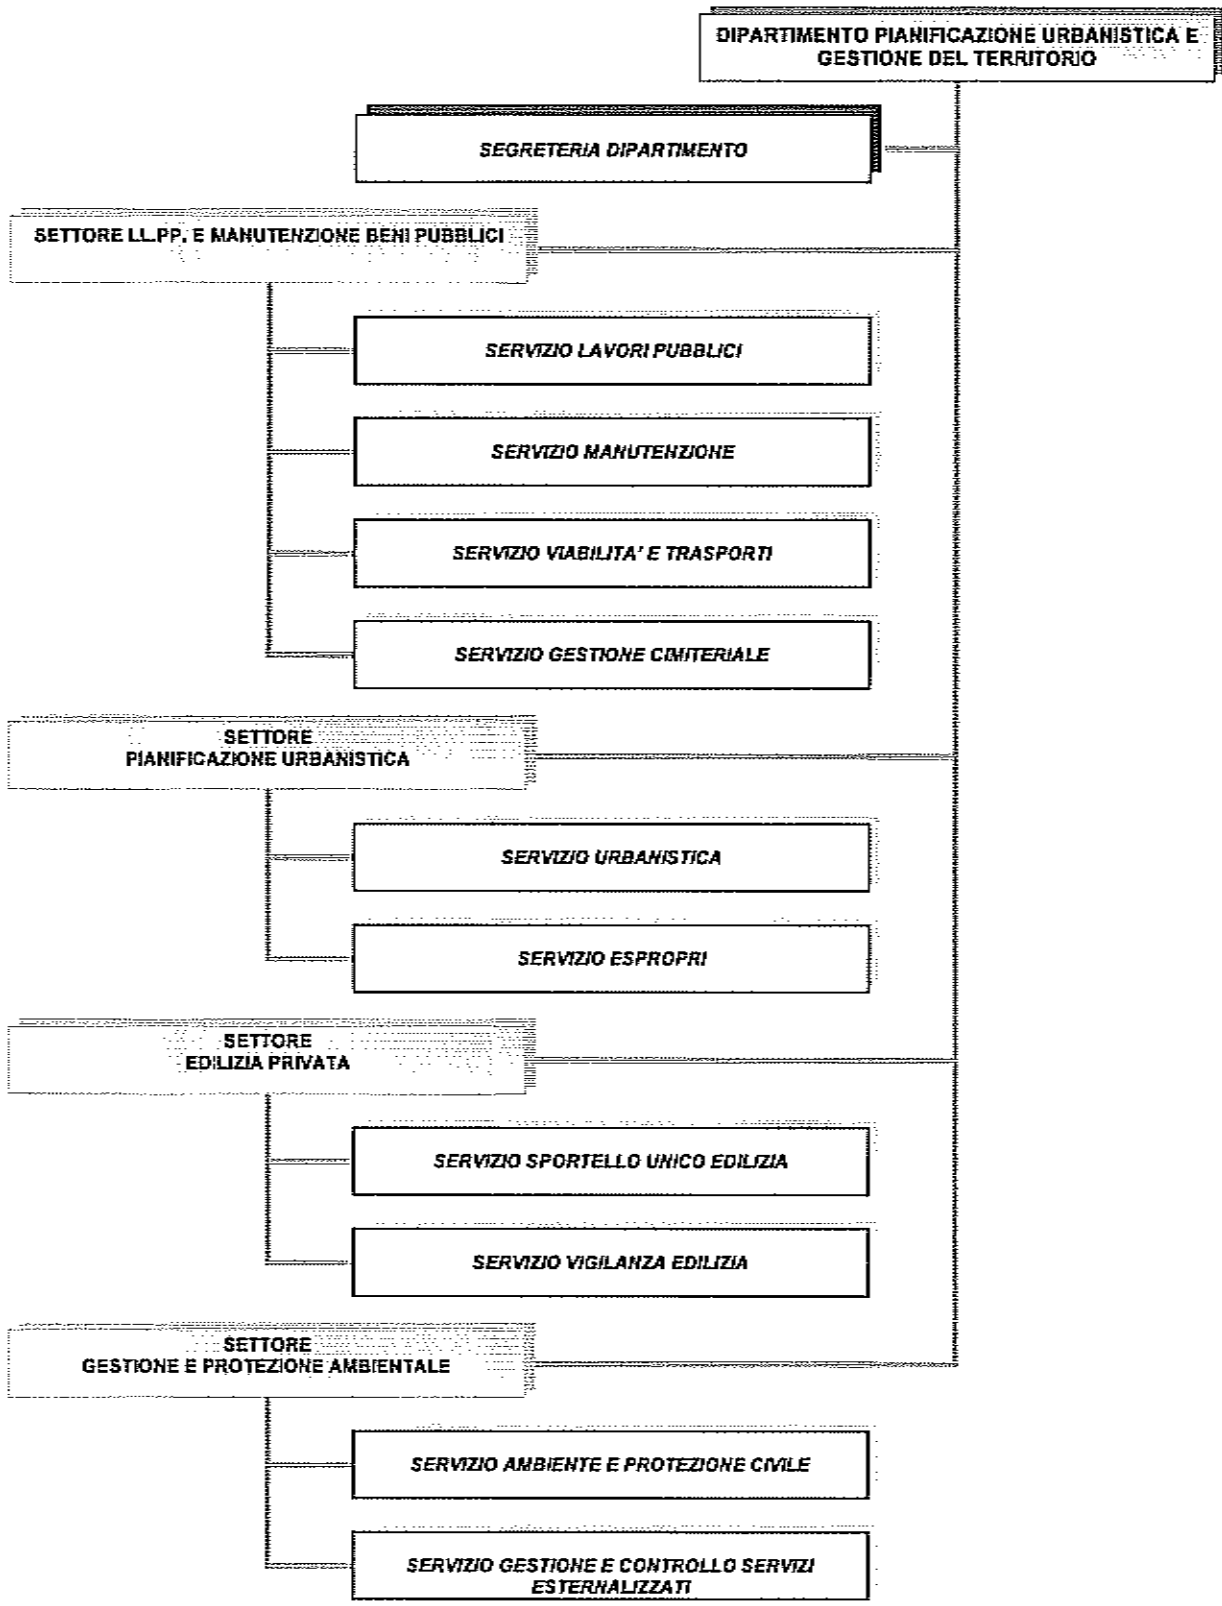 DIPARTIMENTO PIANIFICAZIONE URBANISTICA E
GESTIONE DEL TERRITORIO
SEGRETERIA DIPARTIMENTO
SETTORE LL.PP. E MANUTENZIONE BENI PUBBLICI
SERVIZIO LAVORI PUBBLICI
SERVIZIO MANUTENZIONE
SERVIZIO VIABILITA' E TRASPORTI
SERVIZIO GESTIONE CIMITERIALE
SETTORE
PIANIFICAZIONE URBANISTICA
SERVIZIO URBANISTICA
SERVIZIO ESPROPRI
SETTORE
EDILIZIA PRIVATA
SERVIZIO SPORTELLO UNICO EDILIZIA
SERVIZIO VIGILANZA EDILIZIA
SETTORE
GESTIONE E PROTEZIONE AMBIENTALE
SERVIZIO AMBIENTE E PROTEZIONE CIVILE
SERVIZIO GESTIONE E CONTROLLO SERVIZI
ESTERNALIZZATI